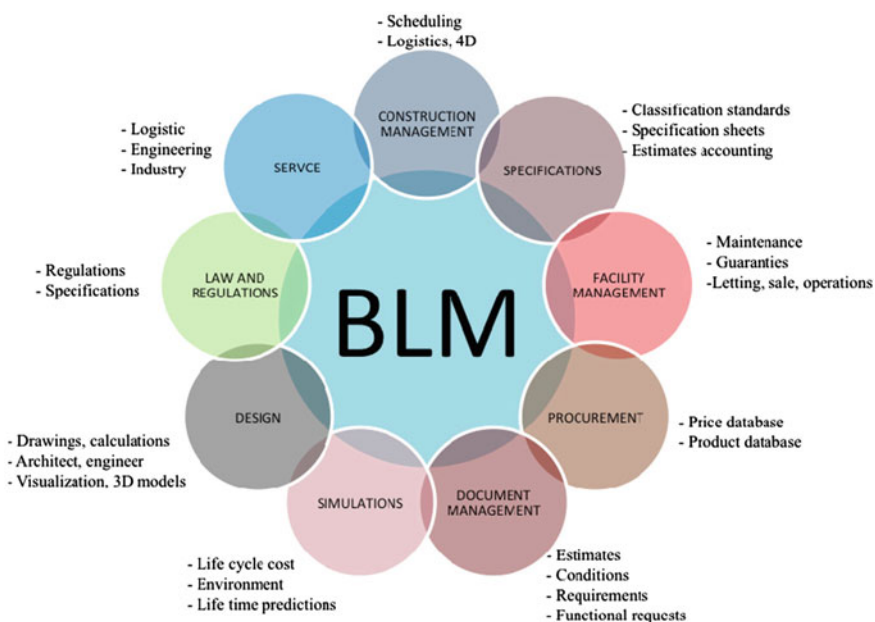 - Scheduling
- Logistics, 4D
CONSTRUCTION
MANAGEMENT
- Classification standards
- Specification sheets
- Estimates accounting
SPECIFICATIONS
- Maintenance
- Guaranties
-Letting, sale, operations
FACILITY
MANAGEMENT
- Price database
- Product database
PROCUREMENT
DOCUMENT
MANAGEMENT
- Estimates
- Conditions
- Requirements
- Functional requests
SIMULATIONS
- Life cycle cost
- Environment
- Life time predictions
DESIGN
- Drawings, calculations
- Architect, engineer
- Visualization, 3D models
LAW AND
REGULATIONS
- Regulations
- Specifications
SERVCE
- Logistic
- Engineering
- Industry
BLM